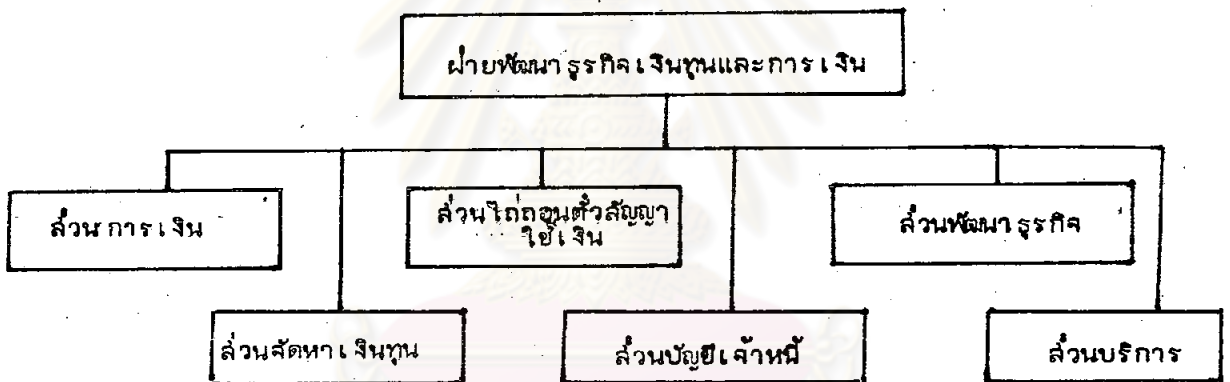 ฝ่ายพัฒนาธุรกิจเงินทุนและการเงิน
ส่วนการเงิน
ส่วนไถ่ถอนตั๋วสัญญา
ใช้เงิน
ส่วนพัฒนาธุรกิจ
ส่วนจัดหาเงินทุน
ส่วนบัญชีเจ้าหนี้
ส่วนบริการ